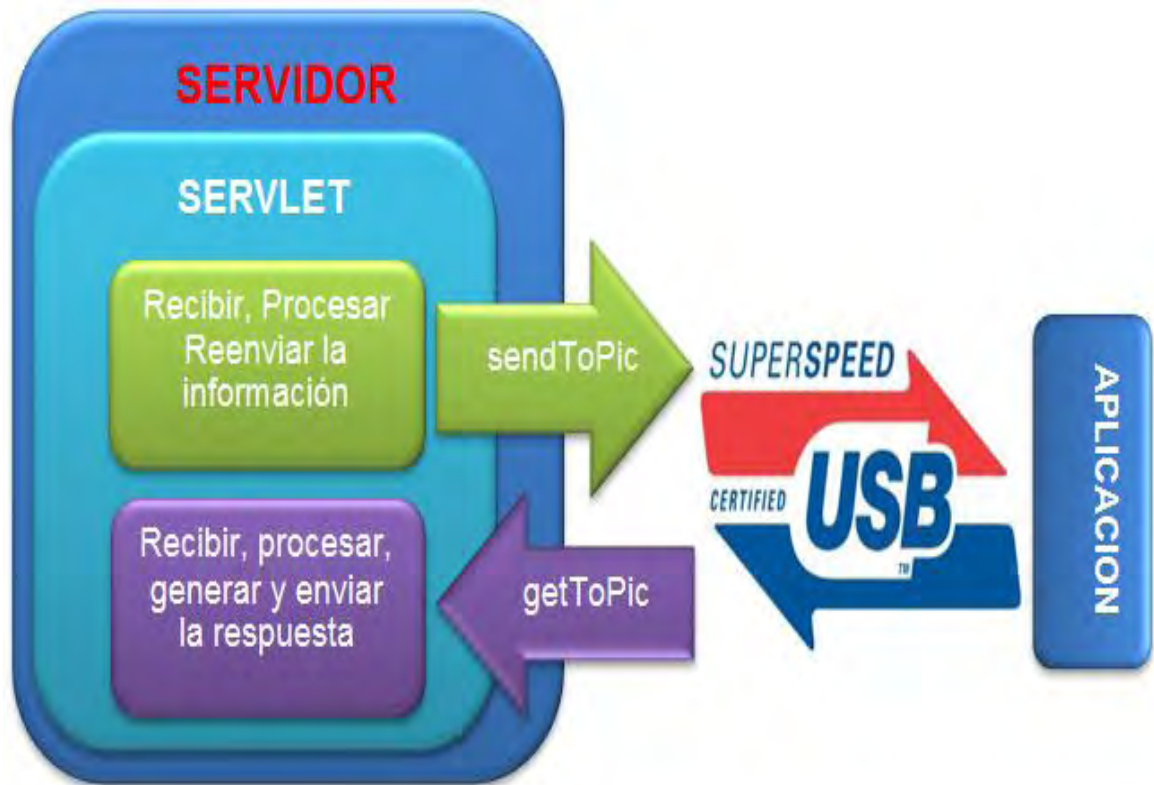 SERVIDOR
SERVLET
Recibir, Procesar
Reenviar la
información
sendToPic
Recibir, procesar,
generar y enviar
la respuesta
getToPic
SUPERSPEED
CERTIFIED
USB
TM
APLICACION